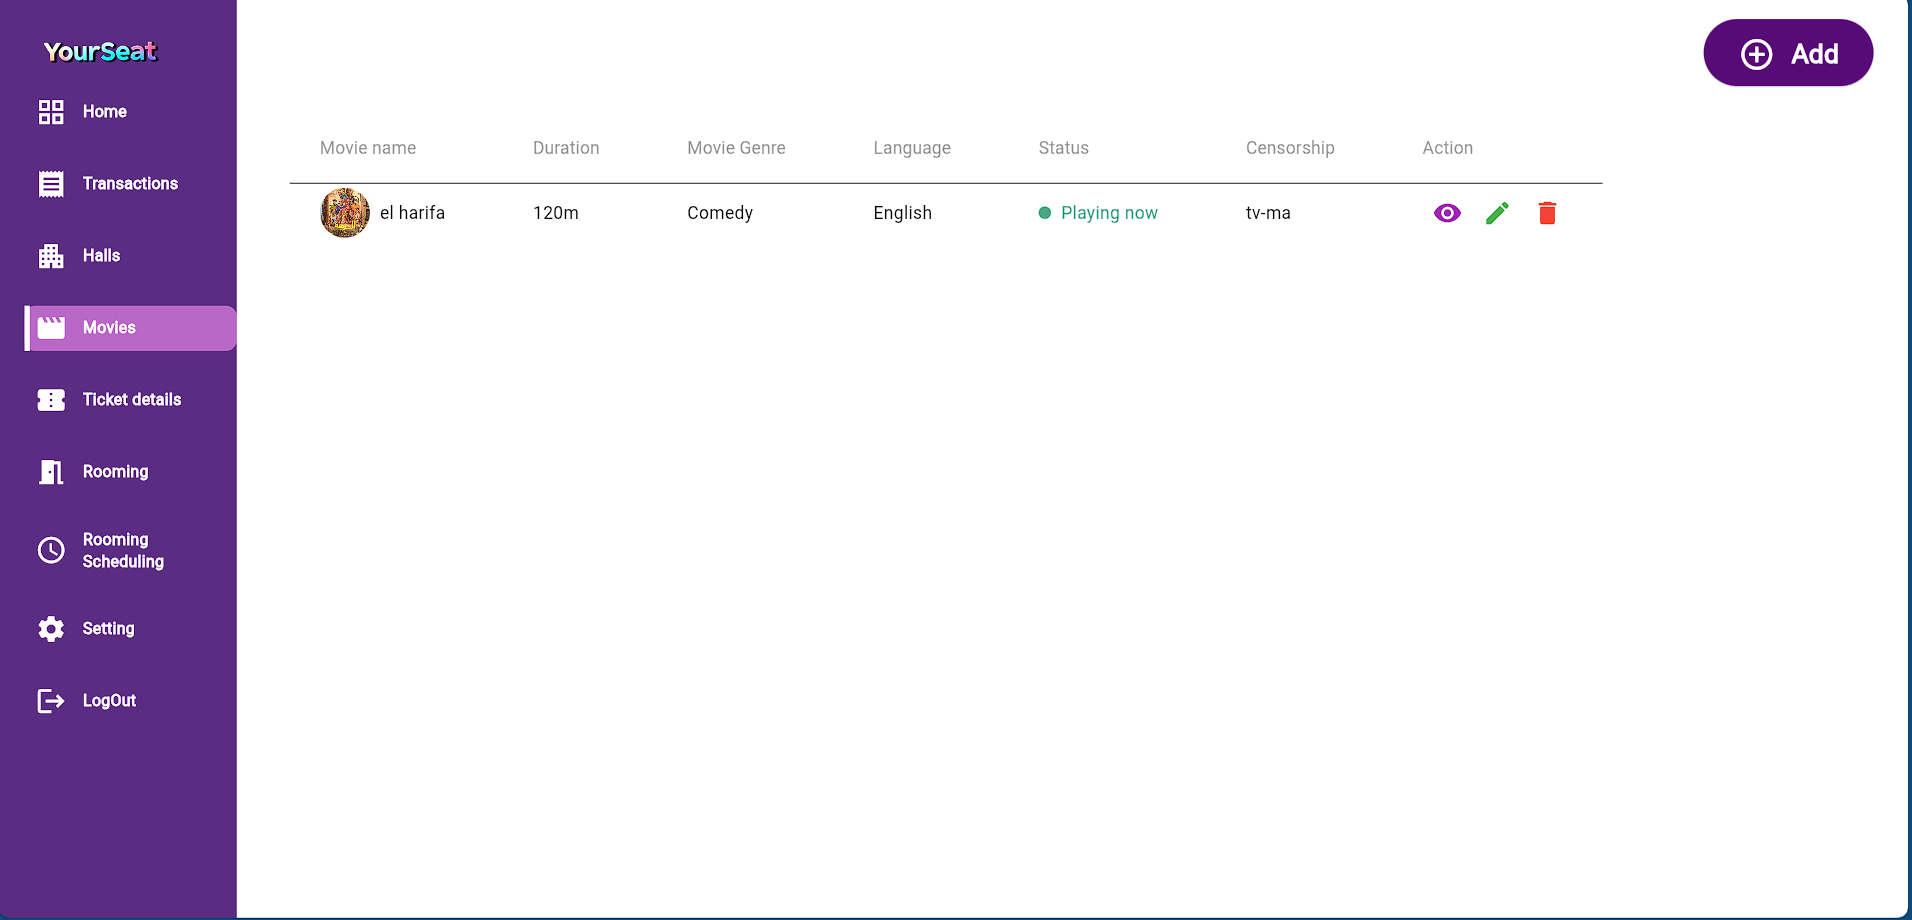 YourSeat
Home
Transactions
Halls
Movies
Ticket details
Rooming
Rooming
Scheduling
Setting
LogOut
Add
Movie name Duration Movie Genre Language Status Censorship Action
el harifa 120m Comedy English Playing now tv-ma